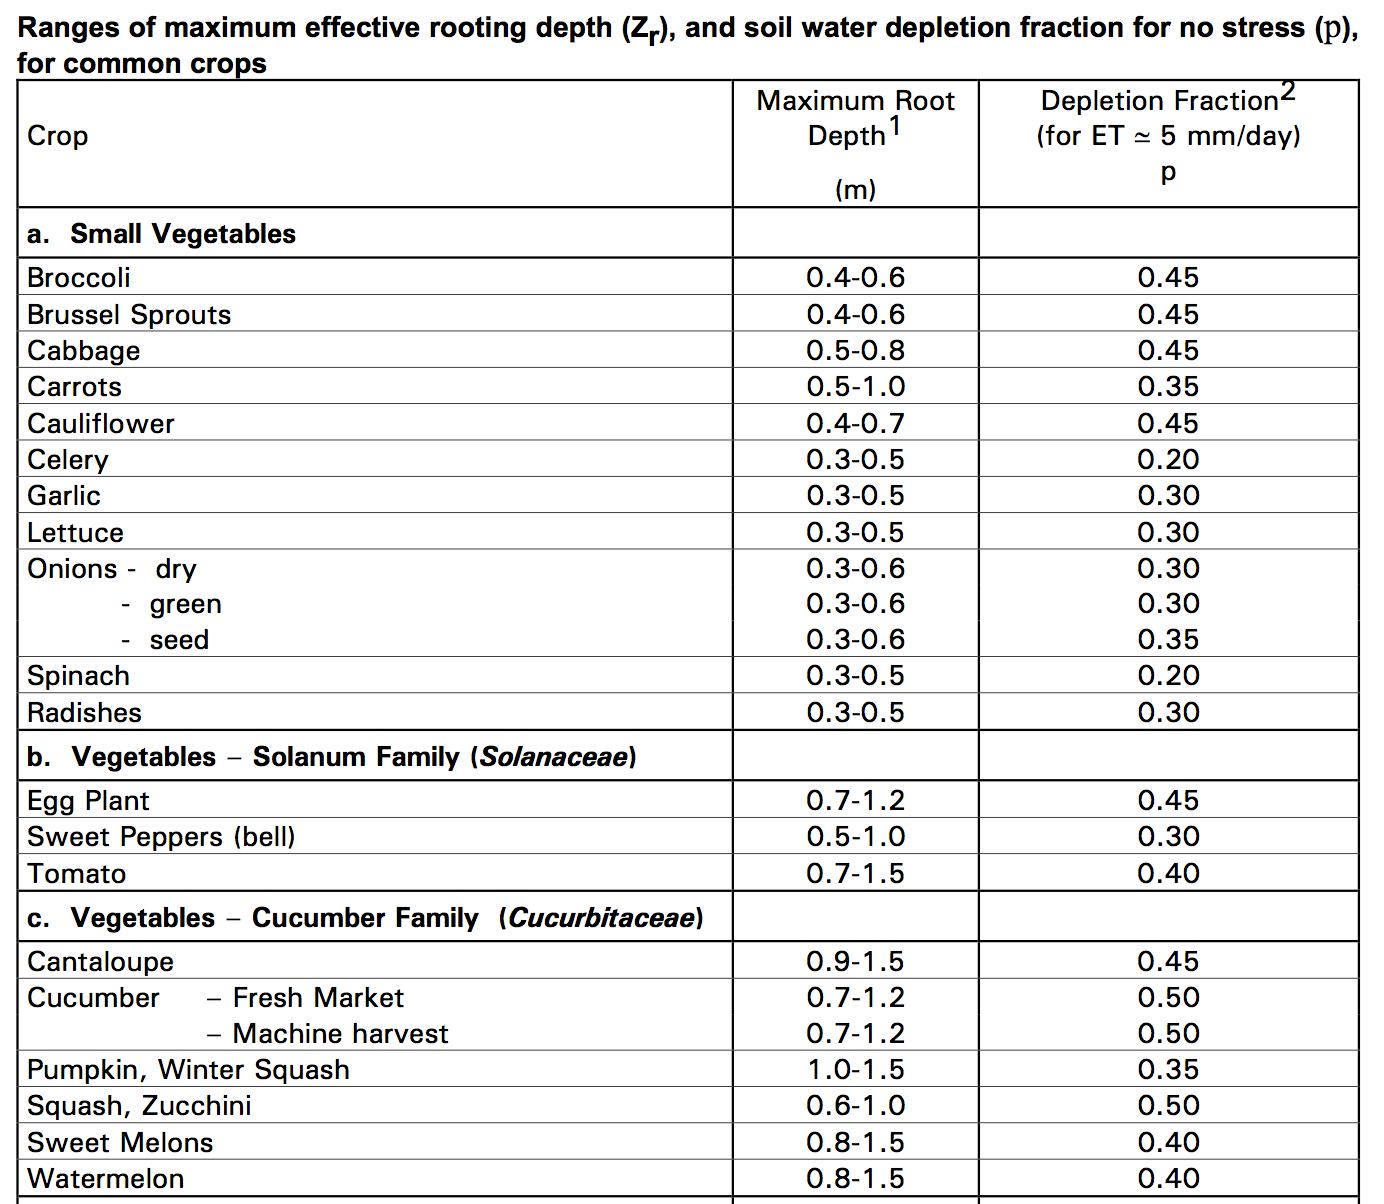 Ranges of maximum effective rooting depth (Zr), and soil water depletion fraction for no stress (p),
for common crops
Crop
Maximum Root
Depth1
(m)
Depletion Fraction2
(for ET ≃ 5 mm/day)
p
a. Small Vegetables
Broccoli 0.4-0.6 0.45
Brussel Sprouts 0.4-0.6 0.45
Cabbage 0.5-0.8 0.45
Carrots 0.5-1.0 0.35
Cauliflower 0.4-0.7 0.45
Celery 0.3-0.5 0.20
Garlic 0.3-0.5 0.30
Lettuce 0.3-0.5 0.30
Onions - dry 0.3-0.6 0.30
- green 0.3-0.6 0.30
- seed 0.3-0.6 0.35
Spinach 0.3-0.5 0.20
Radishes 0.3-0.5 0.30
b. Vegetables – Solanum Family (Solanaceae)
Egg Plant 0.7-1.2 0.45
Sweet Peppers (bell) 0.5-1.0 0.30
Tomato 0.7-1.5 0.40
c. Vegetables – Cucumber Family (Cucurbitaceae)
Cantaloupe 0.9-1.5 0.45
Cucumber – Fresh Market 0.7-1.2 0.50
– Machine harvest 0.7-1.2 0.50
Pumpkin, Winter Squash 1.0-1.5 0.35
Squash, Zucchini 0.6-1.0 0.50
Sweet Melons 0.8-1.5 0.40
Watermelon 0.8-1.5 0.40